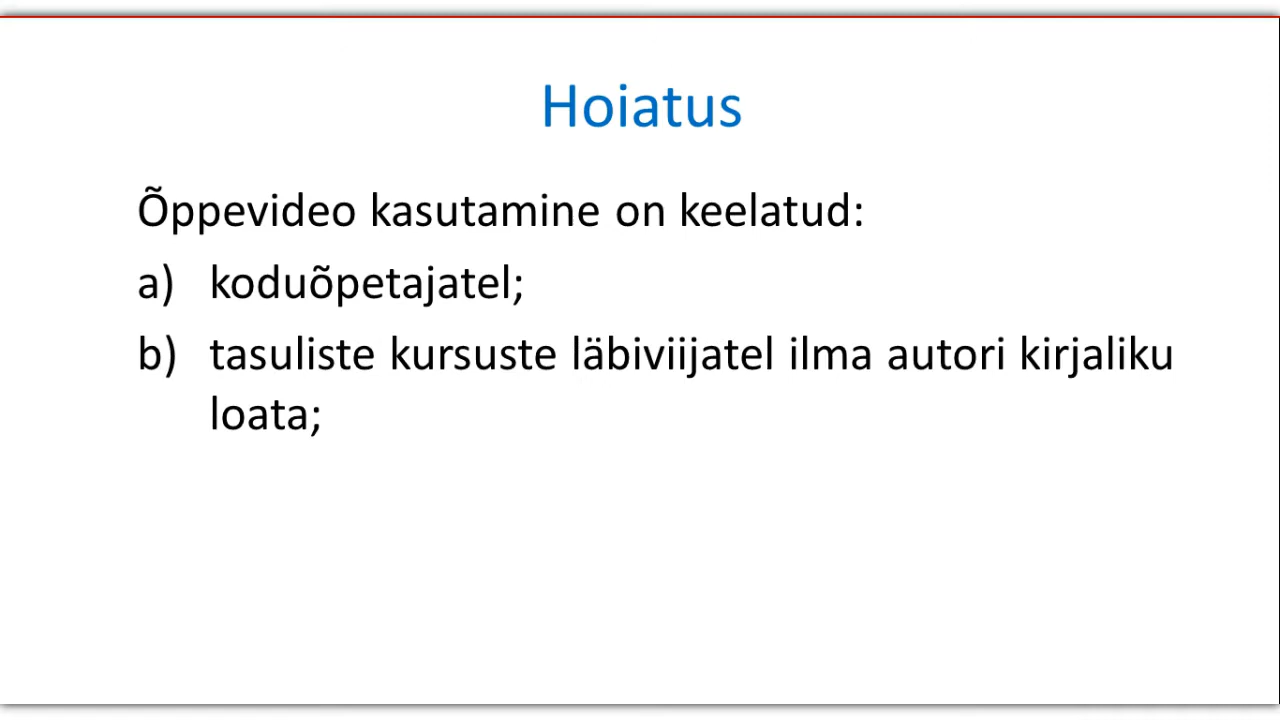 Hoiatus
Õppevideo kasutamine on keelatud:
a) koduõpetajatel;
b) tasuliste kursuste läbiviijatel ilma autori kirjaliku
loata;